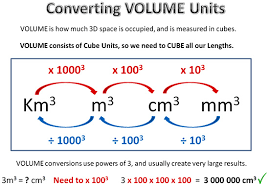 Converting VOLUME Units
VOLUME is how much 3D space is occupied, and is measured in cubes.
VOLUME consists of Cube Units, so we need to CUBE all our Lengths.
x 1000³ x 100³ x 10³
Km³ m³ cm³ mm³
÷ 1000³ ÷ 100³ ÷ 10³
VOLUME conversions use powers of 3, and usually create very large results.
3m³ = ? cm³ Need to x 100³ 3 x 100 x 100 x 100 = 3 000 000 cm³ ✓